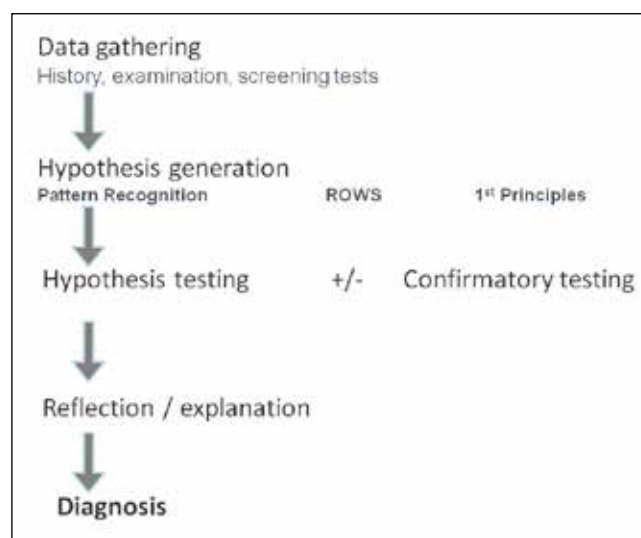 Data gathering
History, examination, screening tests
Hypothesis generation
Pattern Recognition ROWS 1st Principles
Hypothesis testing +/- Confirmatory testing
Reflection / explanation
Diagnosis